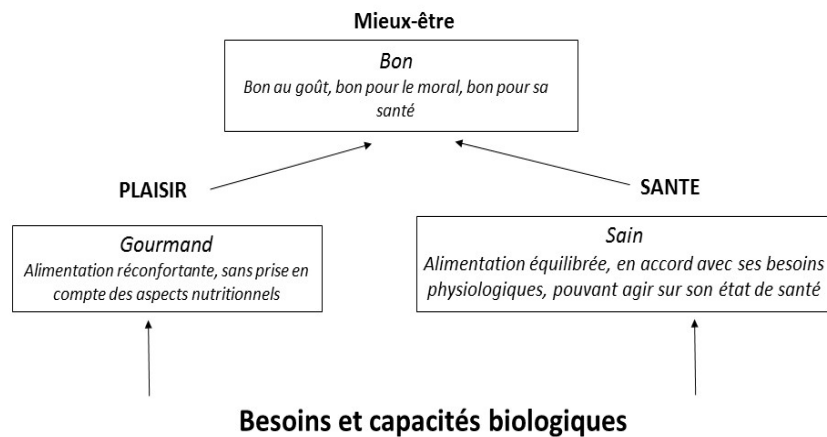 Mieux-être
Bon
Bon au goût, bon pour le moral, bon pour sa
santé
PLAISIR
SANTE
Gourmand
Alimentation réconfortante, sans prise en
compte des aspects nutritionnels
Sain
Alimentation équilibrée, en accord avec ses besoins
physiologiques, pouvant agir sur son état de santé
Besoins et capacités biologiques